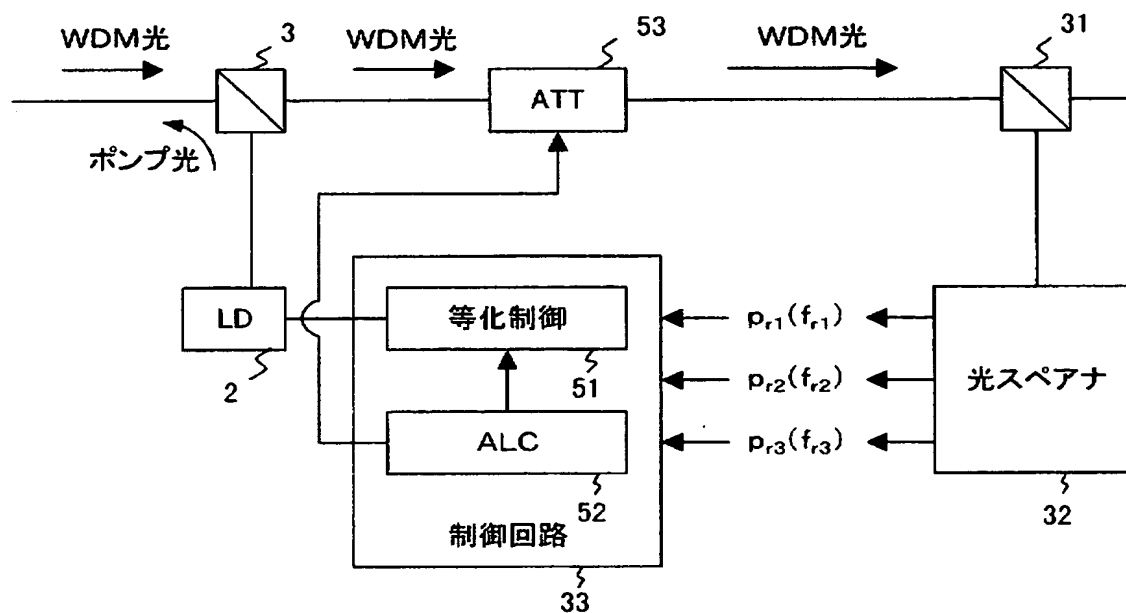 WDM光
3
WDM光
53
WDM光
31
ATT
ポンプ光
LD
2
等化制御
51
ALC
52
制御回路
33
pr1(fr1)
pr2(fr2)
pr3(fr3)
光スペアナ
32